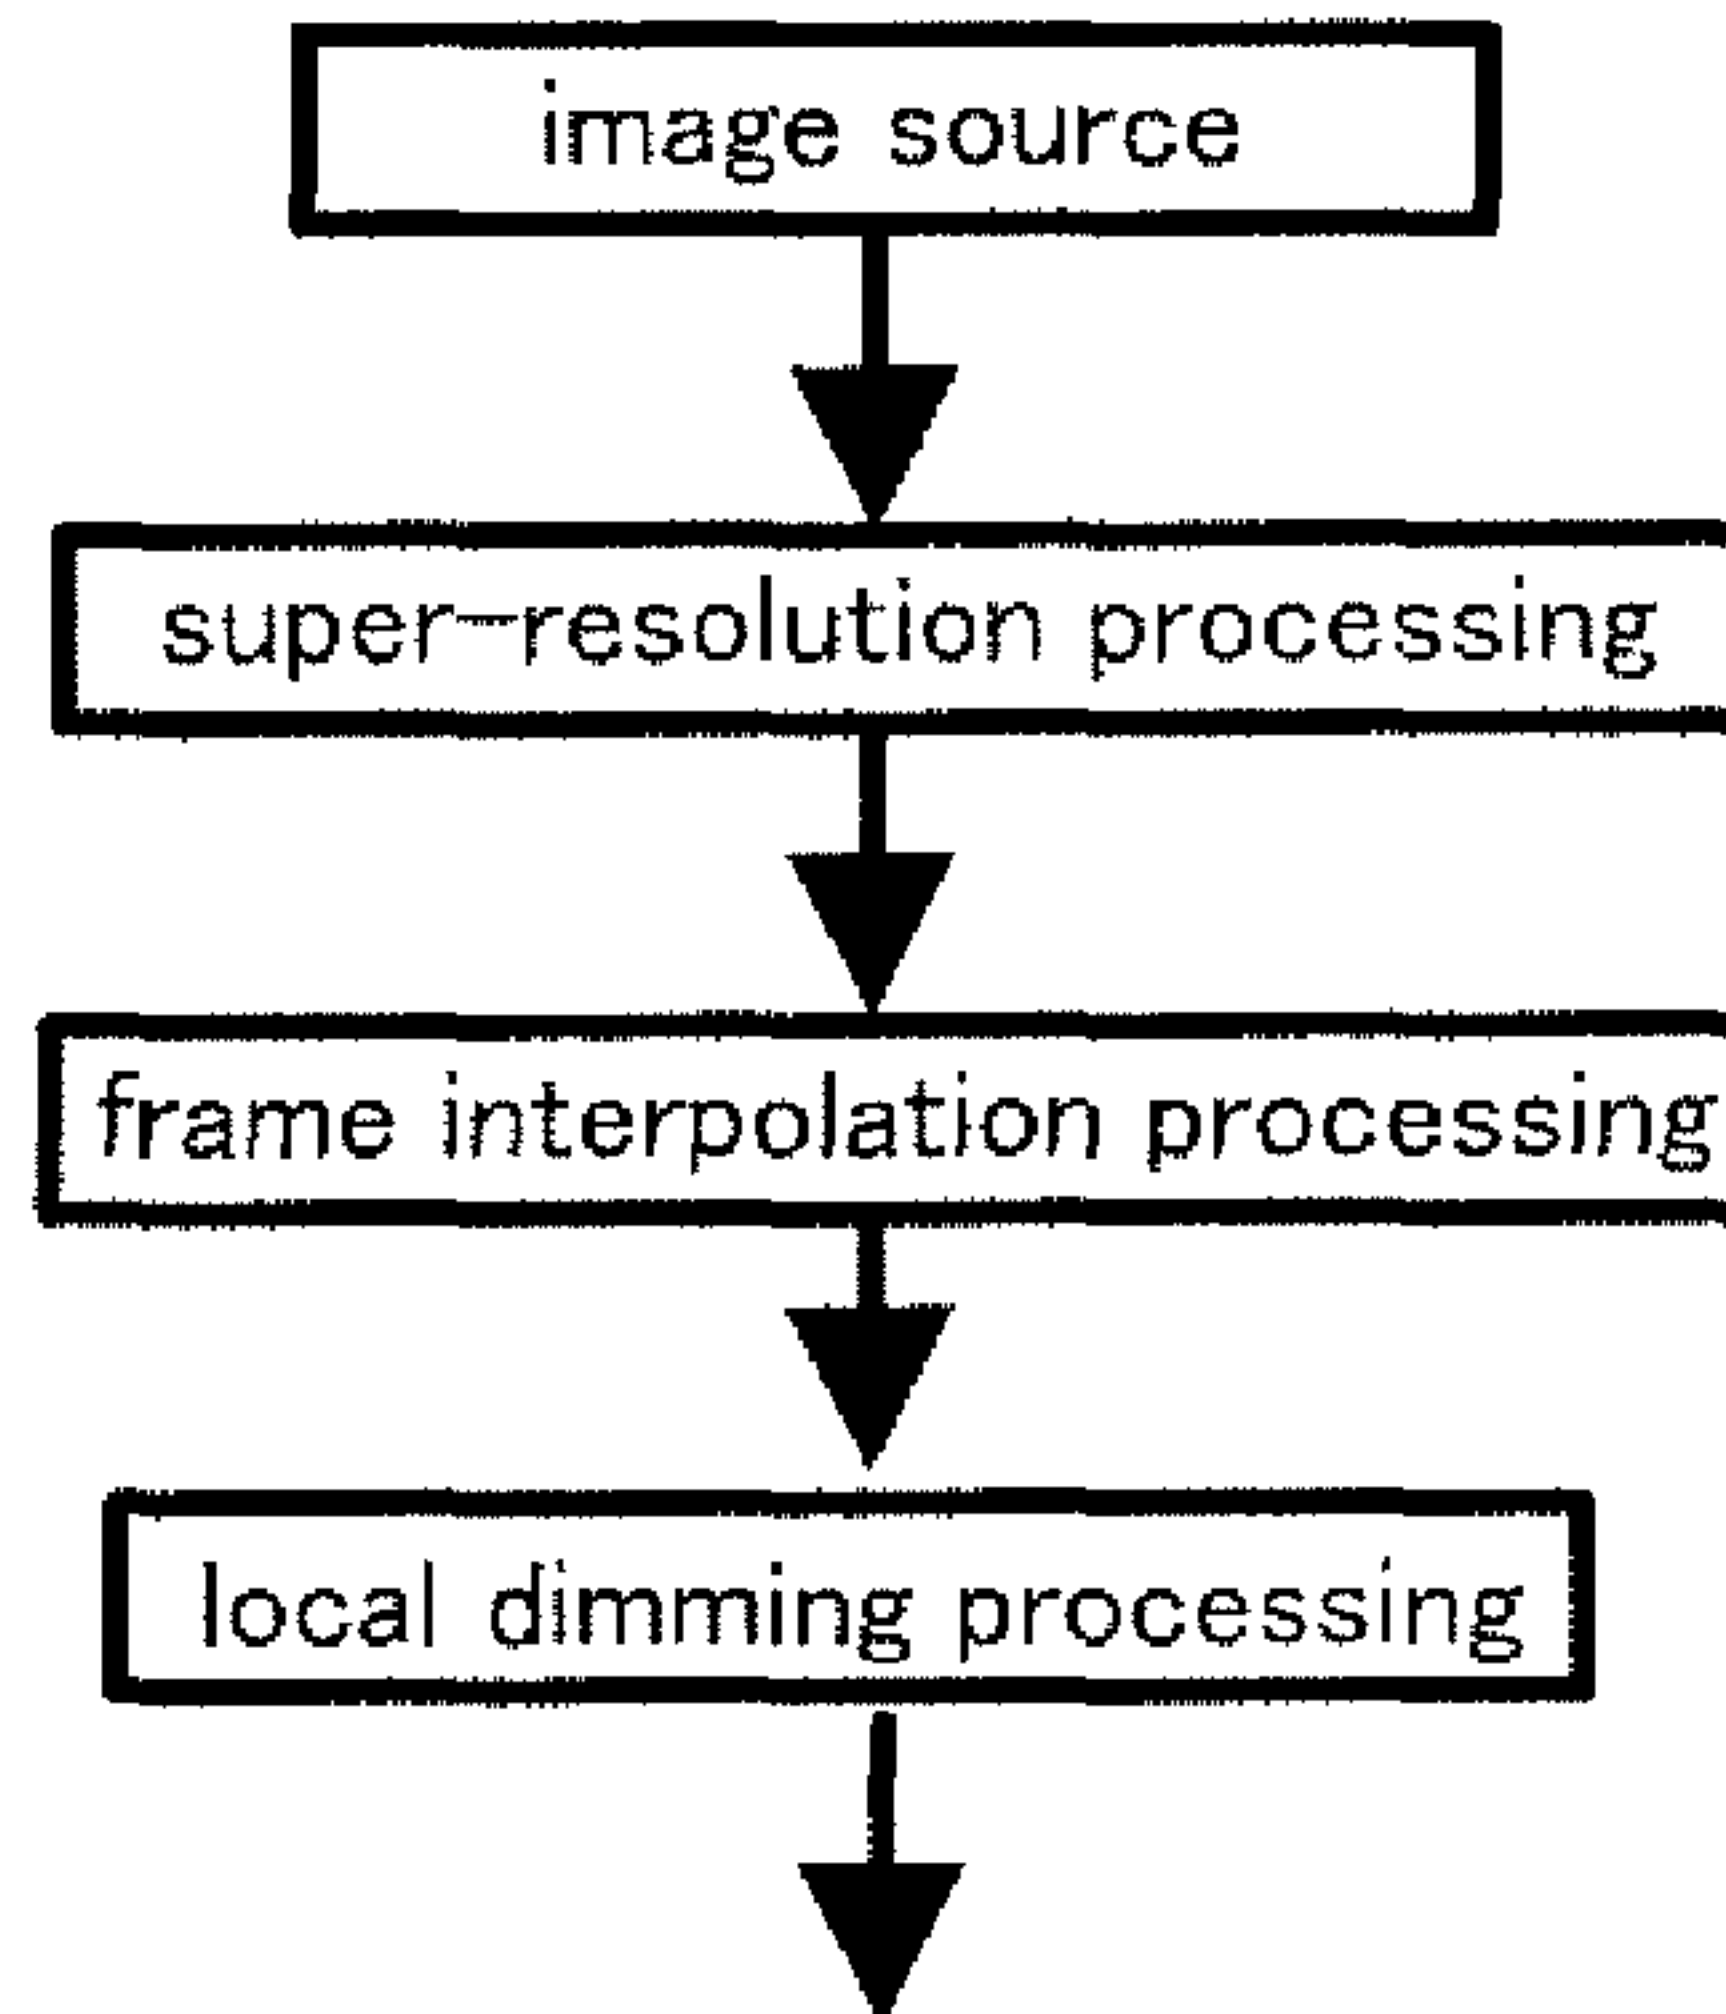 image source
super-resolution processing
frame interpolation processing
local dimming processing